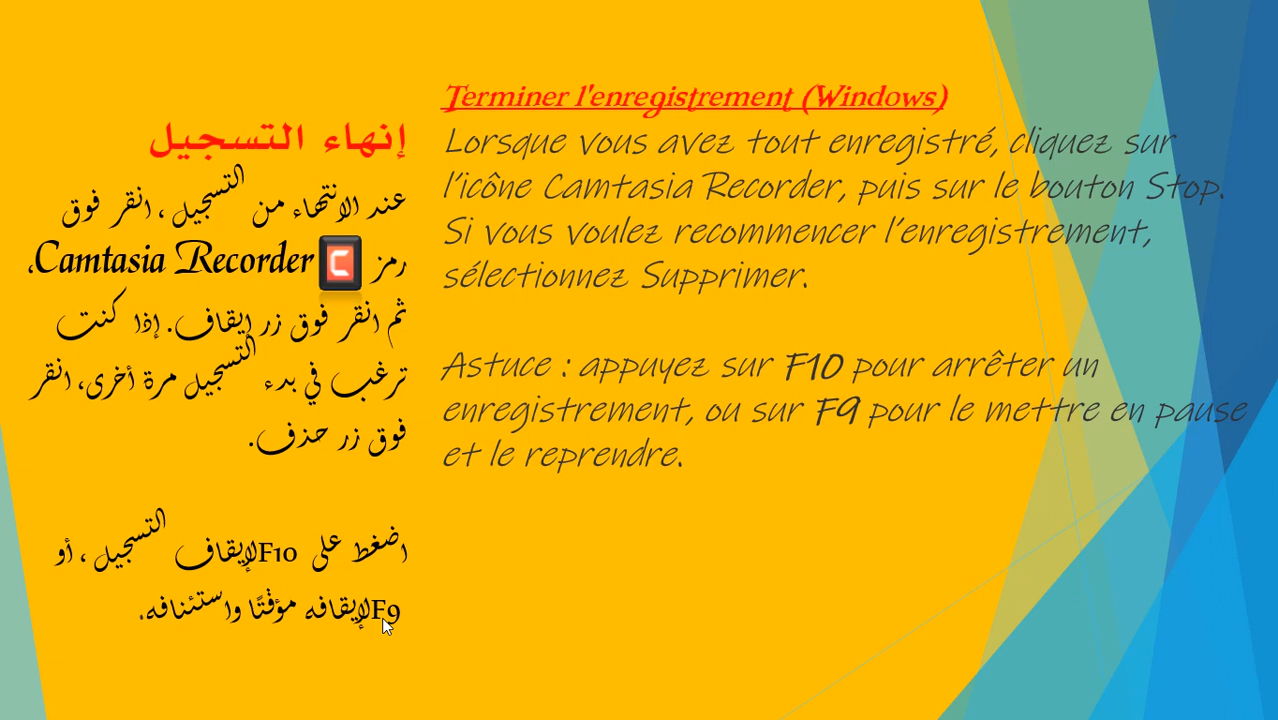 Terminer l'enregistrement (Windows)
Lorsque vous avez tout enregistré, cliquez sur
l'icône Camtasia Recorder, puis sur le bouton Stop.
Si vous voulez recommencer l'enregistrement,
sélectionnez Supprimer.
Astuce : appuyez sur F10 pour arrêter un
enregistrement, ou sur F9 pour le mettre en pause
et le reprendre.
إنهاء التسجيل
عند الانتهاء من التسجيل، انقر فوق
رمز Camtasia Recorder،
ثم انقر فوق زر إيقاف. إذا كنت
ترغب في بدء التسجيل مرة أخرى، انقر
فوق زر حذف.
اضغط على F10 لإيقاف التسجيل، أو
F9 لإيقافه مؤقتًا واستئنافه.